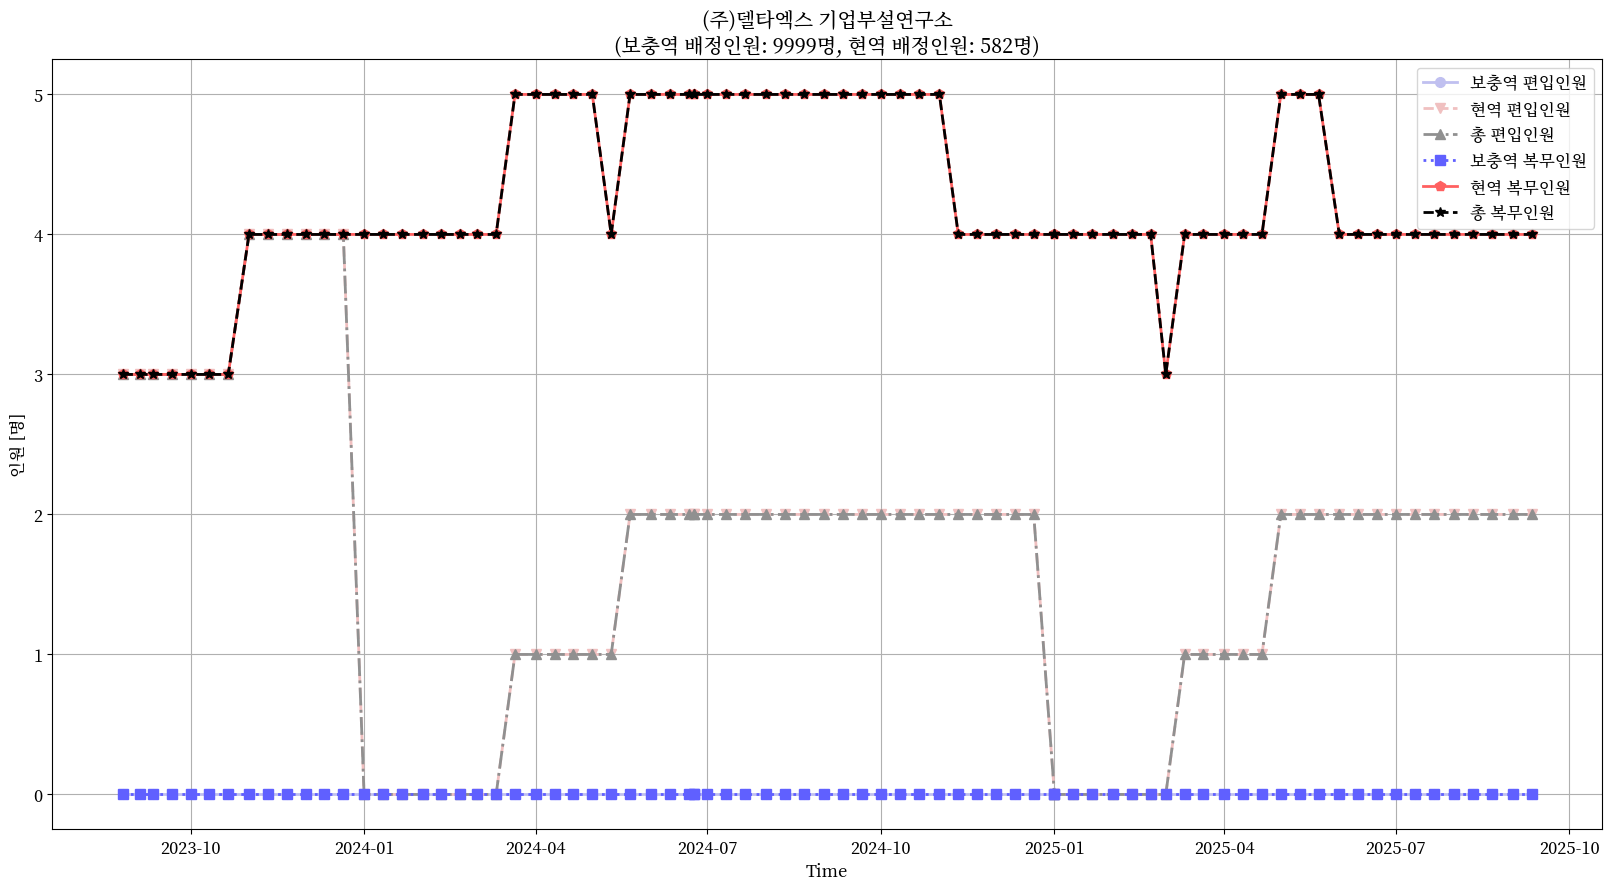 (주)델타엑스 기업부설연구소
(보충역 배정인원: 9999명, 현역 배정인원: 582명)
보충역 편입인원
현역 편입인원
총 편입인원
보충역 복무인원
현역 복무인원
총 복무인원
인원 [명]
5
4
3
2
1
0
2023-10
2024-01
2024-04
2024-07
2024-10
2025-01
2025-04
2025-07
2025-10
Time